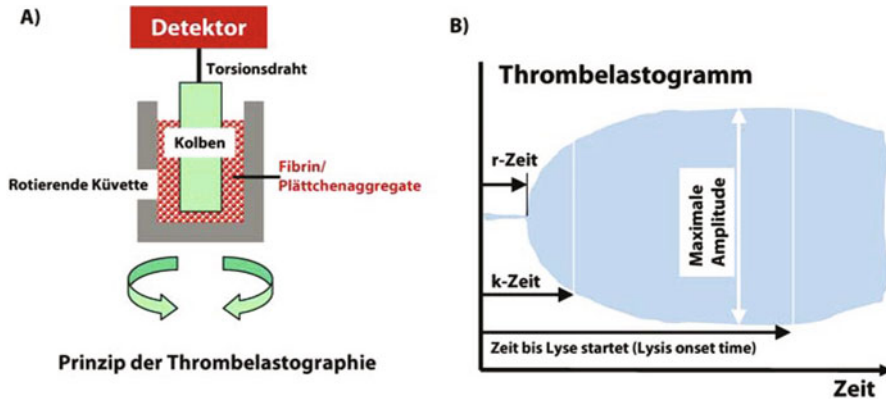 A)
Detektor
Torsionsdraht
Kolben
Rotierende Küvette
Fibrin/
Plättchenaggregate
Prinzip der Thrombelastographie
B)
Thrombelastogramm
r-Zeit
Maximale
Amplitude
k-Zeit
Zeit bis Lyse startet (Lysis onset time)
Zeit